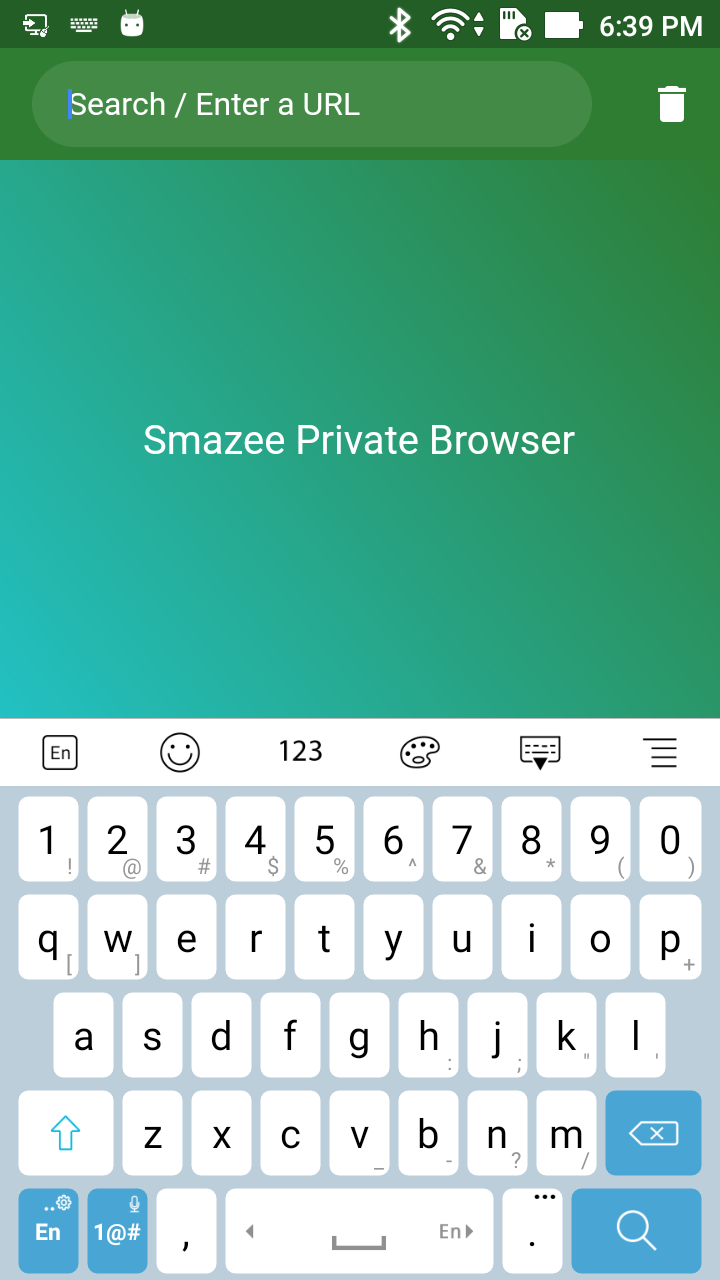 6:39 PM
Search / Enter a URL
Smazee Private Browser
En 123
1 ! 2 @ 3 # 4 $ 5 % 6 ^ 7 & 8 * 9 ( 0 )
q [ w ] e r t y u i o p +
a s d f g h : j ; k " l '
z x c v _ b - n ? m /
En 1@# , En . ...